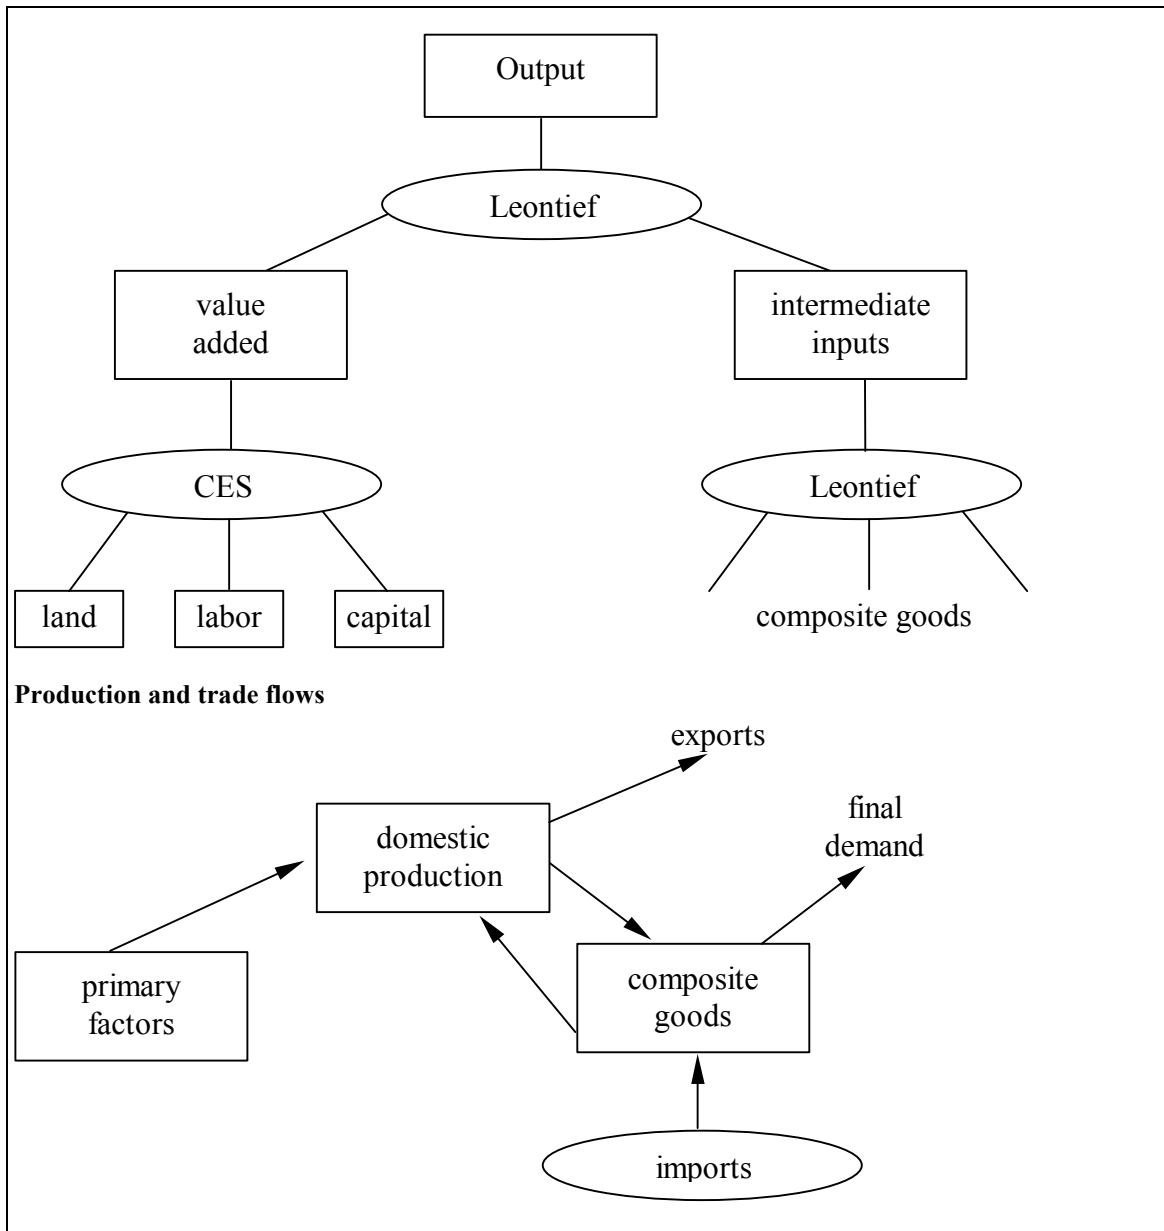 Output
Leontief
value
added
intermediate
inputs
CES
Leontief
land
labor
capital
composite goods
Production and trade flows
exports
domestic
production
final
demand
primary
factors
composite
goods
imports